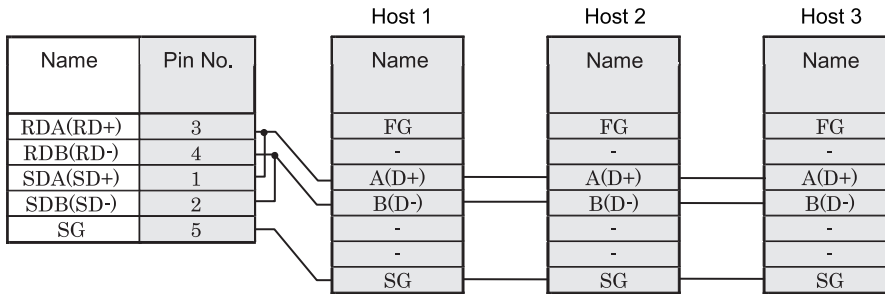 Host 1 Host 2 Host 3
Name Pin No. Name Name Name
RDA(RD+) 3 FG FG FG
RDB(RD-) 4 - - -
SDA(SD+) 1 A(D+) A(D+) A(D+)
SDB(SD-) 2 B(D-) B(D-) B(D-)
SG 5 - - -
- - -
SG SG SG